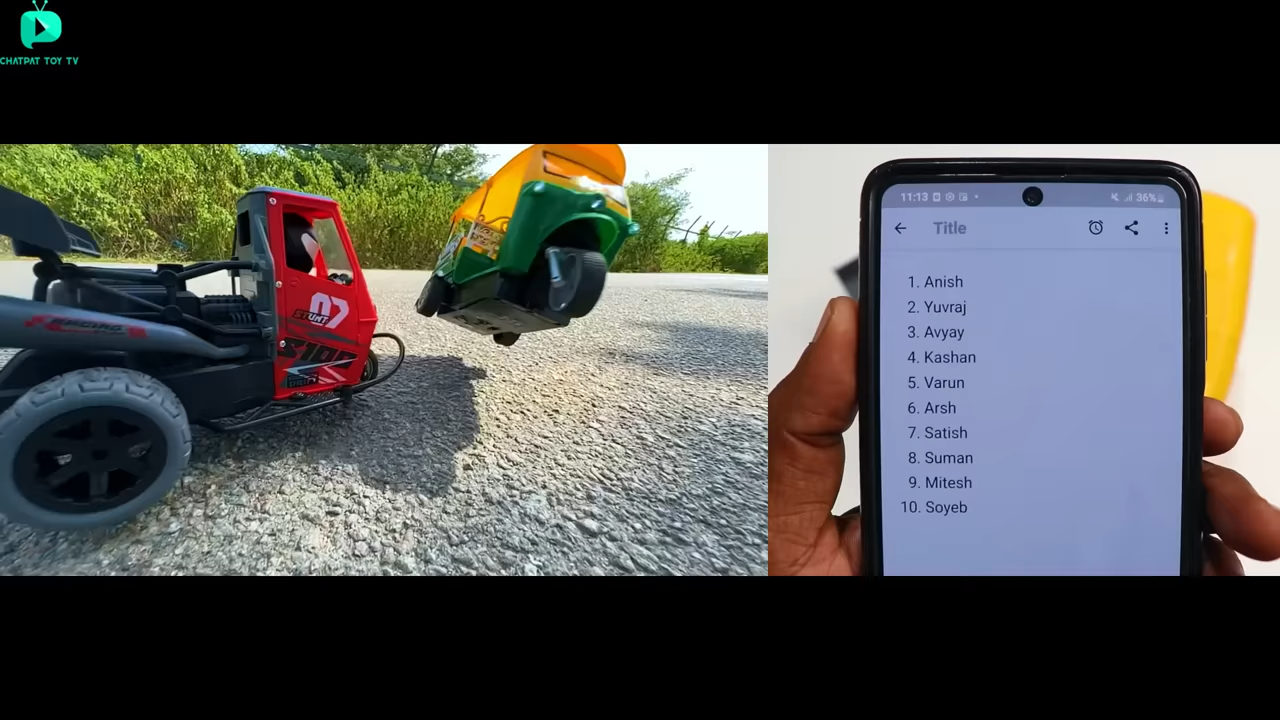 CHATPAT TOY TV
07
STUNT
RACING
11:13
36%
Title
1. Anish
2. Yuvraj
3. Avyay
4. Kashan
5. Varun
6. Arsh
7. Satish
8. Suman
9. Mitesh
10. Soyeb